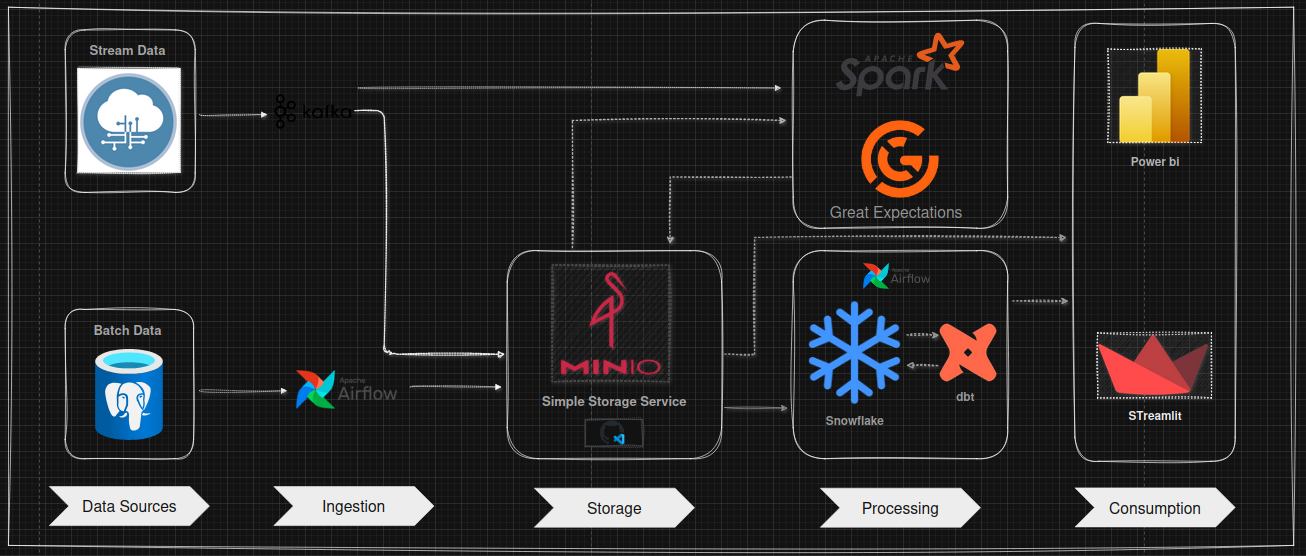 Stream Data
kafka
Batch Data
Apache
Airflow
MINIO
Simple Storage Service
APACHE
Spark
Great Expectations
Apache
Airflow
Snowflake
dbt
Power bi
STreamlit
Data Sources
Ingestion
Storage
Processing
Consumption